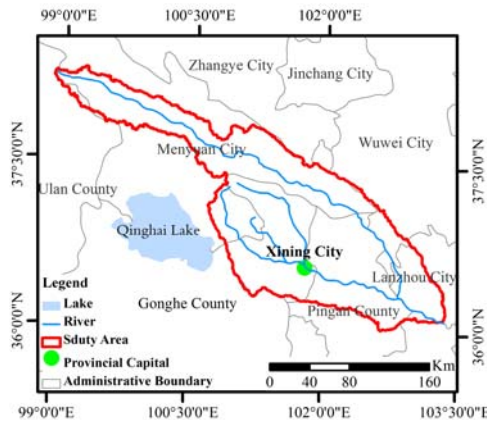 99°0'0"E 100°30'0"E 102°0'0"E
Zhangye City
Jinchang City
Wuwei City
Menyuan City
37°30'0"N
37°30'0"N
Ulan County
Qinghai Lake
Xining City
Lanzhou City
Legend
Lake
Gonghe County
Pingan County
River
Sduty Area
36°0'0"N
36°0'0"N
Provincial Capital
Km
Administrative Boundary
0 40 80 160
99°0'0"E 100°30'0"E 102°0'0"E 103°30'0"E